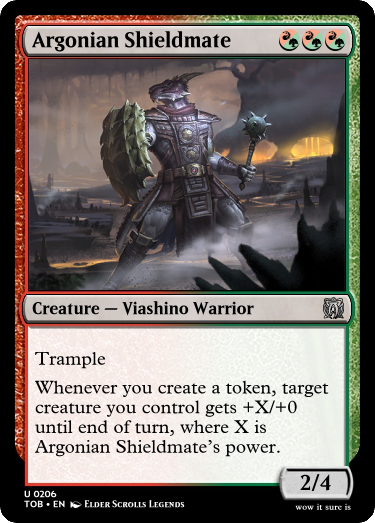 Argonian Shieldmate
Creature — Viashino Warrior
Trample
Whenever you create a token, target
creature you control gets +X/+0
until end of turn, where X is
Argonian Shieldmate's power.
2/4
U 0206
TOB • EN Elder Scrolls Legends
wow it sure is